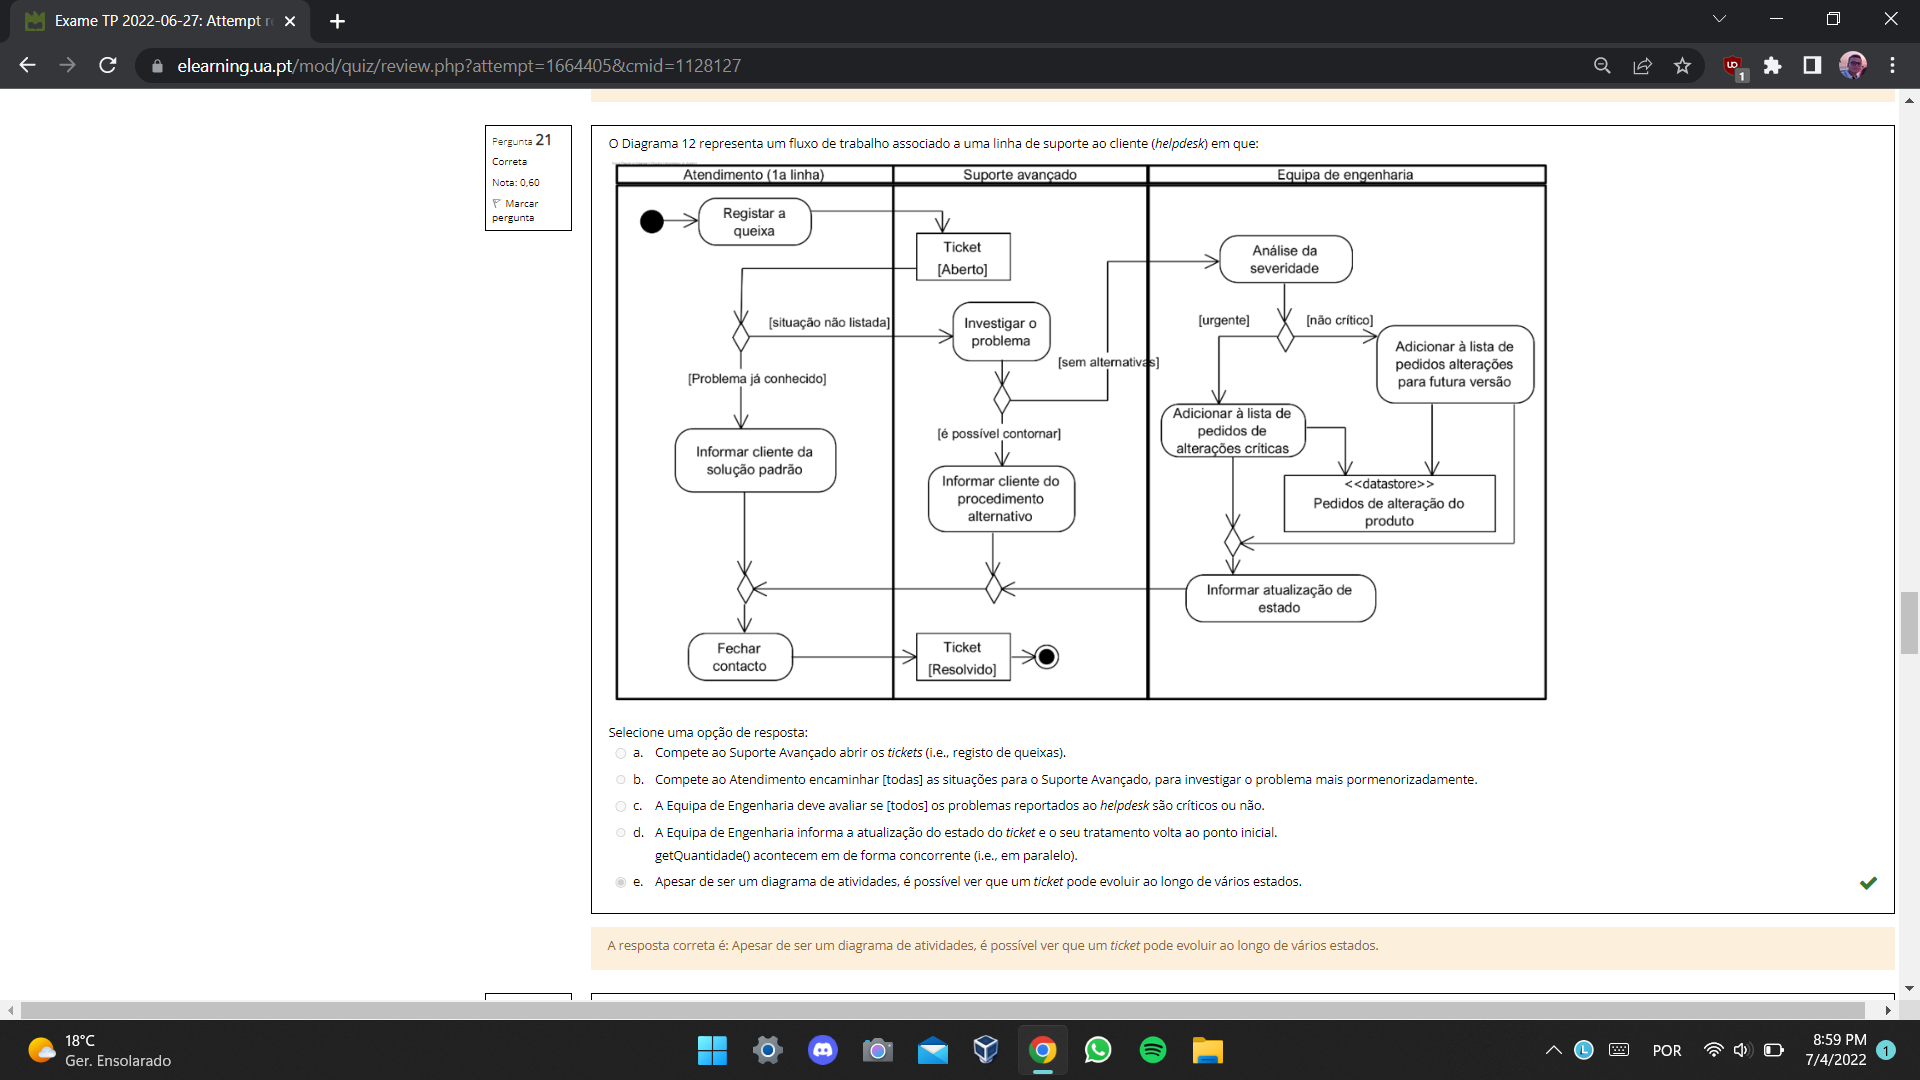 Exame TP 2022-06-27: Attempt r
elearning.ua.pt/mod/quiz/review.php?attempt=1664405&cmid=1128127
1
Pergunta 21
Correta
Nota: 0,60
Marcar
pergunta
O Diagrama 12 representa um fluxo de trabalho associado a uma linha de suporte ao cliente (helpdesk) em que:
Atendimento (1a linha)
Suporte avançado
Equipa de engenharia
Registar a
queixa
Ticket
[Aberto]
Análise da
severidade
[situação não listada]
Investigar o
problema
[urgente]
[não crítico]
Adicionar à lista de
pedidos alterações
para futura versão
[sem alternativas]
[Problema já conhecido]
Adicionar à lista de
pedidos de
alterações críticas
[é possível contornar]
Informar cliente da
solução padrão
Informar cliente do
procedimento
alternativo
<<datastore>>
Pedidos de alteração do
produto
Informar atualização de
estado
Fechar
contacto
Ticket
[Resolvido]
Selecione uma opção de resposta:
a. Compete ao Suporte Avançado abrir os tickets (i.e., registo de queixas).
b. Compete ao Atendimento encaminhar [todas] as situações para o Suporte Avançado, para investigar o problema mais pormenorizadamente.
c. A Equipa de Engenharia deve avaliar se [todos] os problemas reportados ao helpdesk são críticos ou não.
d. A Equipa de Engenharia informa a atualização do estado do ticket e o seu tratamento volta ao ponto inicial.
getQuantidade() acontecem em de forma concorrente (i.e., em paralelo).
e. Apesar de ser um diagrama de atividades, é possível ver que um ticket pode evoluir ao longo de vários estados.
A resposta correta é: Apesar de ser um diagrama de atividades, é possível ver que um ticket pode evoluir ao longo de vários estados.
18°C
Ger. Ensolarado
POR
8:59 PM
7/4/2022
1